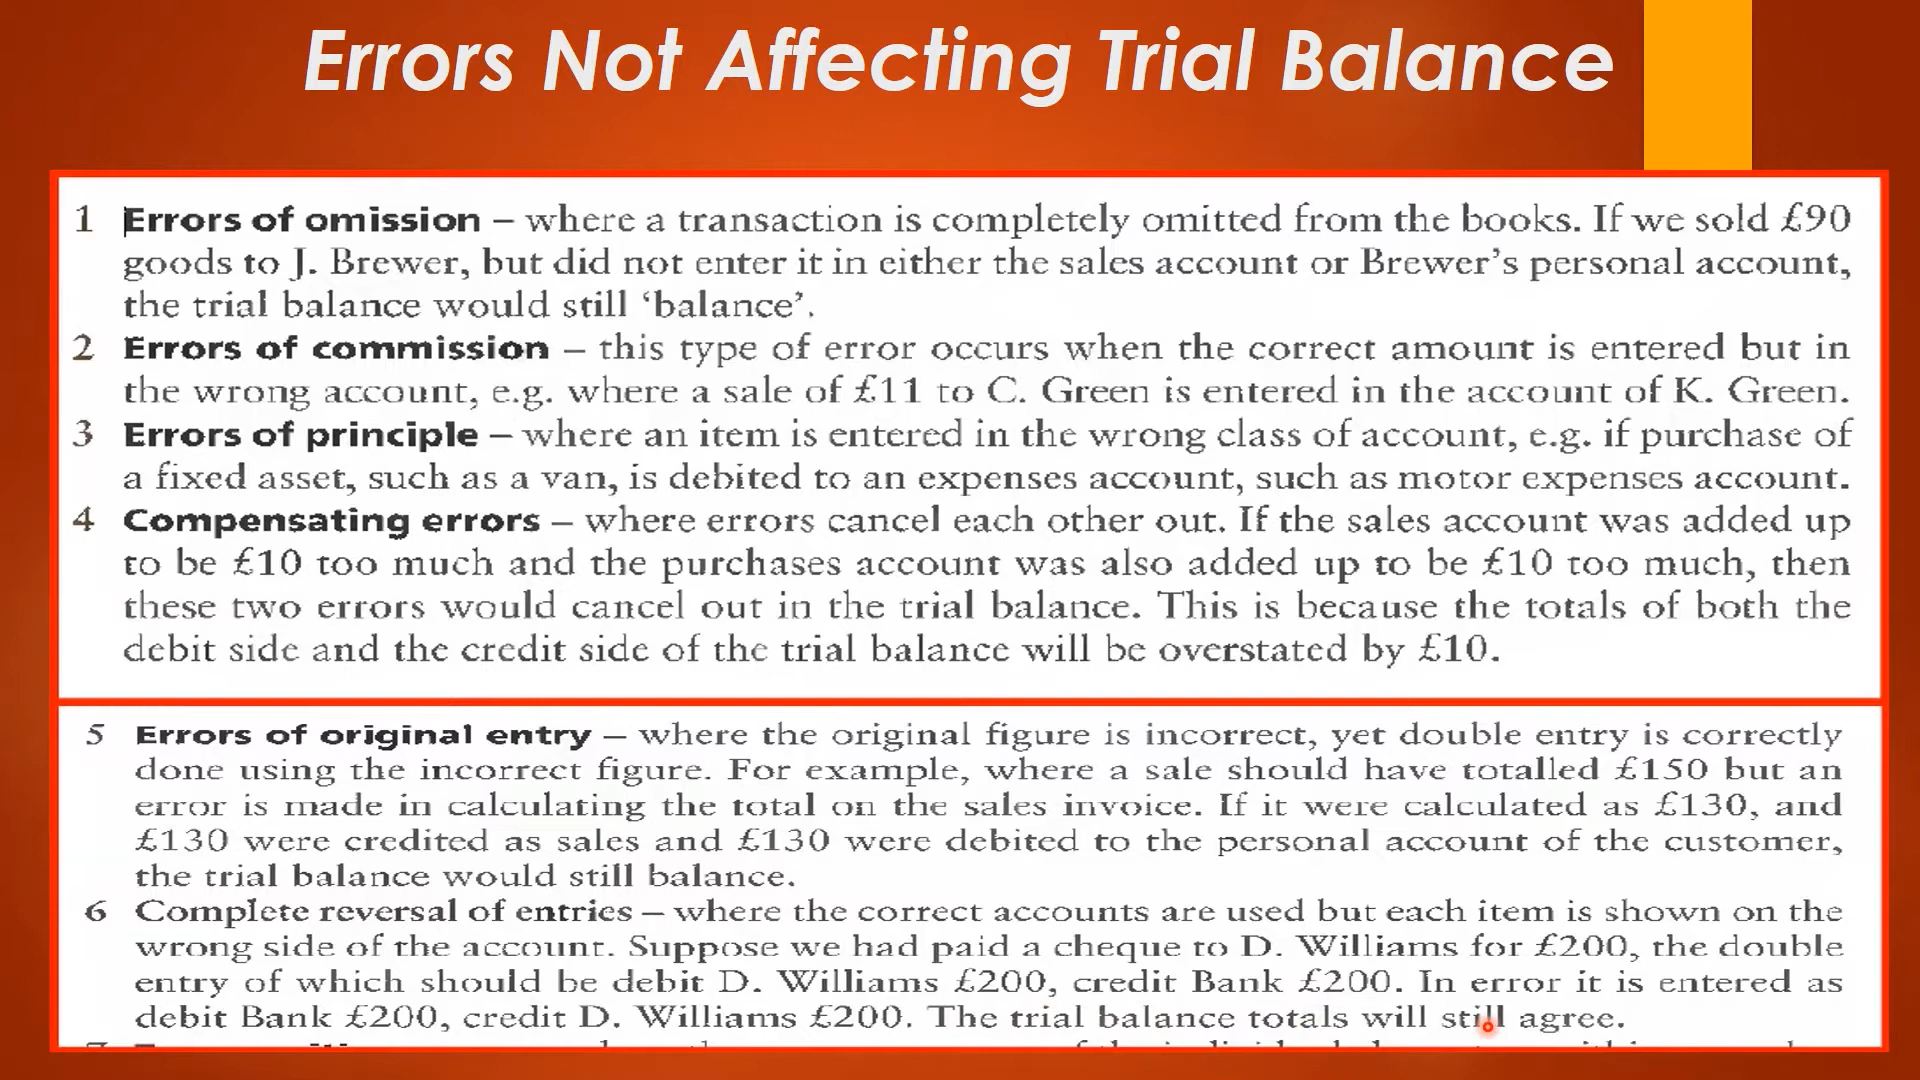 Errors Not Affecting Trial Balance
1 Errors of omission – where a transaction is completely omitted from the books. If we sold £90
goods to J. Brewer, but did not enter it in either the sales account or Brewer’s personal account,
the trial balance would still ‘balance’.
2 Errors of commission – this type of error occurs when the correct amount is entered but in
the wrong account, e.g. where a sale of £11 to C. Green is entered in the account of K. Green.
3 Errors of principle – where an item is entered in the wrong class of account, e.g. if purchase of
a fixed asset, such as a van, is debited to an expenses account, such as motor expenses account.
4 Compensating errors – where errors cancel each other out. If the sales account was added up
to be £10 too much and the purchases account was also added up to be £10 too much, then
these two errors would cancel out in the trial balance. This is because the totals of both the
debit side and the credit side of the trial balance will be overstated by £10.
5 Errors of original entry – where the original figure is incorrect, yet double entry is correctly
done using the incorrect figure. For example, where a sale should have totalled £150 but an
error is made in calculating the total on the sales invoice. If it were calculated as £130, and
£130 were credited as sales and £130 were debited to the personal account of the customer,
the trial balance would still balance.
6 Complete reversal of entries – where the correct accounts are used but each item is shown on the
wrong side of the account. Suppose we had paid a cheque to D. Williams for £200, the double
entry of which should be debit D. Williams £200, credit Bank £200. In error it is entered as
debit Bank £200, credit D. Williams £200. The trial balance totals will still agree.